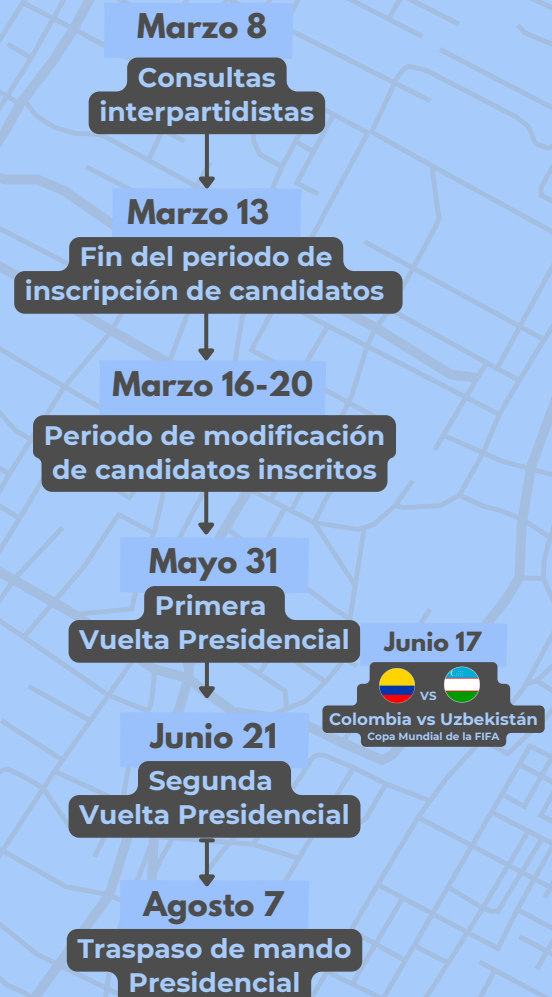 Marzo 8
Consultas
interpartidistas
Marzo 13
Fin del periodo de
inscripción de candidatos
Marzo 16-20
Periodo de modificación
de candidatos inscritos
Mayo 31
Primera
Vuelta Presidencial
Junio 17
vs
Colombia vs Uzbekistán
Copa Mundial de la FIFA
Junio 21
Segunda
Vuelta Presidencial
Agosto 7
Traspaso de mando
Presidencial